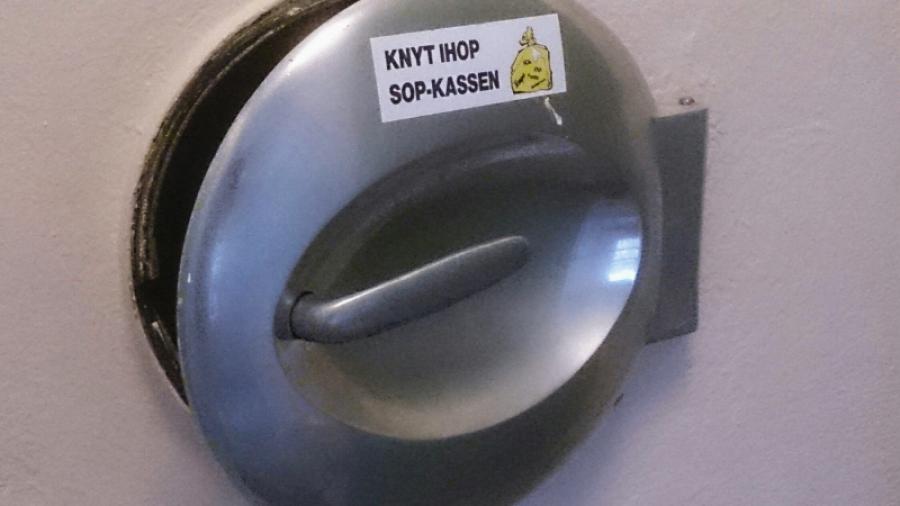 KNYT IHOP
SOP-KASSEN